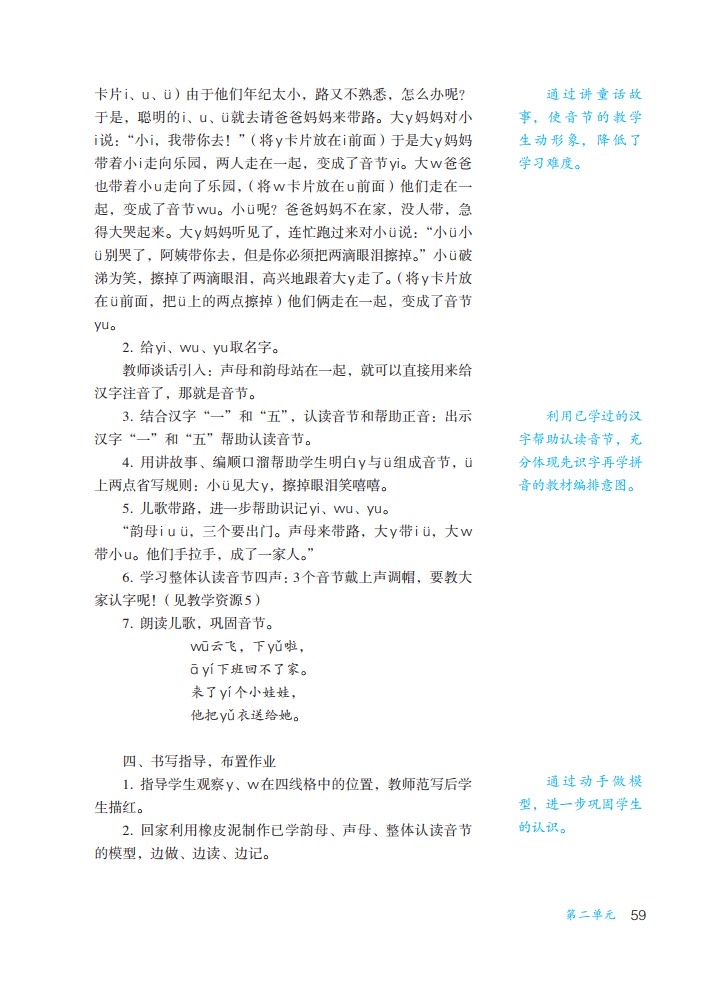 卡片i、u、ü）由于他们年纪太小，路又不熟悉，怎么办呢？
于是，聪明的i、u、ü就去请爸爸妈妈来带路。大y妈妈对小
i说：“小i，我带你去！”（将y卡片放在i前面）于是大y妈妈
带着小i走向乐园，两人走在一起，变成了音节yi。大w爸爸
也带着小u走向了乐园，（将w卡片放在u前面）他们走在一
起，变成了音节wu。小ü呢？爸爸妈妈不在家，没人带，急
得大哭起来。大y妈妈听见了，连忙跑过来对小ü说：“小ü小
ü别哭了，阿姨带你去，但是你必须把两滴眼泪擦掉。”小ü破
涕为笑，擦掉了两滴眼泪，高兴地跟着大y走了。（将y卡片放
在ü前面，把ü上的两点擦掉）他们俩走在一起，变成了音节
yu。
2. 给yi、wu、yu取名字。
教师谈话引入：声母和韵母站在一起，就可以直接用来给
汉字注音了，那就是音节。
3. 结合汉字“一”和“五”，认读音节和帮助正音：出示
汉字“一”和“五”帮助认读音节。
4. 用讲故事、编顺口溜帮助学生明白y与ü组成音节，ü
上两点省写规则：小ü见大y，擦掉眼泪笑嘻嘻。
5. 儿歌带路，进一步帮助识记yi、wu、yu。
“韵母i u ü，三个要出门。声母来带路，大y带i ü，大w
带小u。他们手拉手，成了一家人。”
6. 学习整体认读音节四声：3个音节戴上声调帽，要教大
家认字呢！（见教学资源5）
7. 朗读儿歌，巩固音节。
wū云飞，下yǔ啦，
ā yí下班回不了家。
来了yí个小娃娃，
他把yǔ衣送给她。
四、书写指导，布置作业
1. 指导学生观察y、w在四线格中的位置，教师范写后学
生描红。
2. 回家利用橡皮泥制作已学韵母、声母、整体认读音节
的模型，边做、边读、边记。
通过讲童话故
事，使音节的教学
生动形象，降低了
学习难度。
利用已学过的汉
字帮助认读音节，充
分体现先识字再学拼
音的教材编排意图。
通过动手做模
型，进一步巩固学生
的认识。
第二单元 59